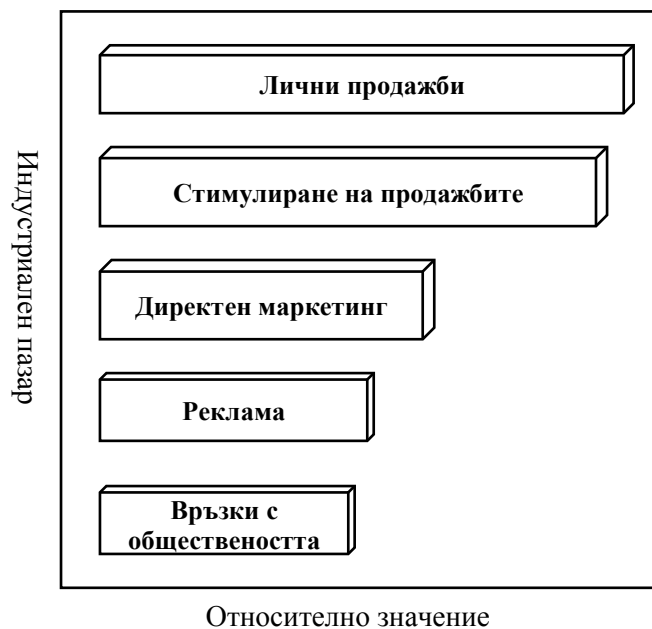 Индустриален пазар
Лични продажби
Стимулиране на продажбите
Директен маркетинг
Реклама
Връзки с
обществеността
Относително значение